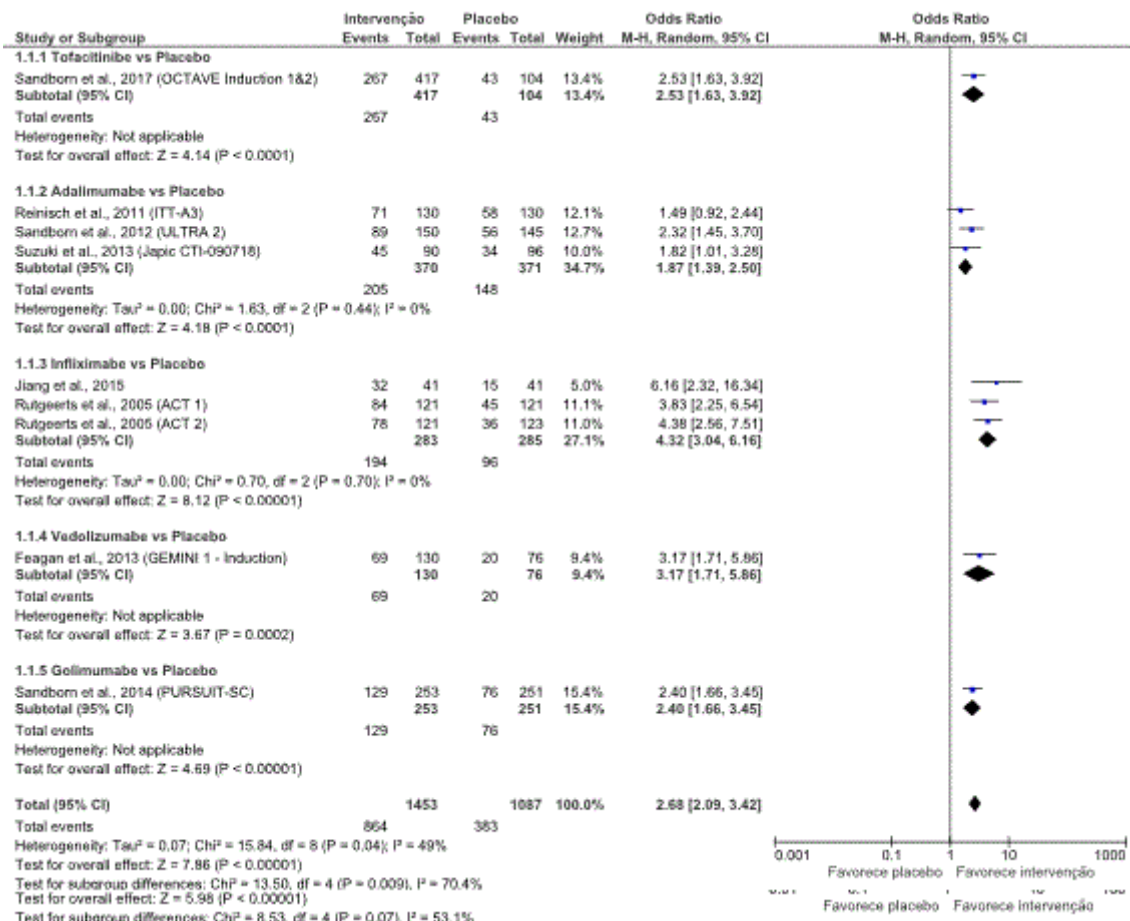 Intervenção Placebo Odds Ratio Odds Ratio
Study or Subgroup Events Total Events Total Weight M-H, Random, 95% CI M-H, Random, 95% CI
1.1.1 Tofacitinibe vs Placebo
Sandborn et al., 2017 (OCTAVE Induction 1&2) 267 417 43 104 13.4% 2.53 [1.63, 3.92]
Subtotal (95% CI) 417 104 13.4% 2.53 [1.63, 3.92]
Total events 267 43
Heterogeneity: Not applicable
Test for overall effect: Z = 4.14 (P < 0.0001)
1.1.2 Adalimumabe vs Placebo
Reinisch et al., 2011 (ITT-A3) 71 130 58 130 12.1% 1.49 [0.92, 2.44]
Sandborn et al., 2012 (ULTRA 2) 89 150 56 145 12.7% 2.32 [1.45, 3.70]
Suzuki et al., 2013 (Japic CTI-090718) 45 90 34 96 10.0% 1.82 [1.01, 3.28]
Subtotal (95% CI) 370 371 34.7% 1.87 [1.39, 2.50]
Total events 205 148
Heterogeneity: Tau² = 0.00; Chi² = 1.63, df = 2 (P = 0.44); I² = 0%
Test for overall effect: Z = 4.18 (P < 0.0001)
1.1.3 Infliximabe vs Placebo
Jiang et al., 2015 32 41 15 41 5.0% 6.16 [2.32, 16.34]
Rutgeerts et al., 2005 (ACT 1) 84 121 45 121 11.1% 3.83 [2.25, 6.54]
Rutgeerts et al., 2005 (ACT 2) 78 121 36 123 11.0% 4.38 [2.56, 7.51]
Subtotal (95% CI) 283 285 27.1% 4.32 [3.04, 6.16]
Total events 194 96
Heterogeneity: Tau² = 0.00; Chi² = 0.70, df = 2 (P = 0.70); I² = 0%
Test for overall effect: Z = 8.12 (P < 0.00001)
1.1.4 Vedolizumabe vs Placebo
Feagan et al., 2013 (GEMINI 1 - Induction) 69 130 20 76 9.4% 3.17 [1.71, 5.86]
Subtotal (95% CI) 130 76 9.4% 3.17 [1.71, 5.86]
Total events 69 20
Heterogeneity: Not applicable
Test for overall effect: Z = 3.67 (P = 0.0002)
1.1.5 Golimumabe vs Placebo
Sandborn et al., 2014 (PURSUIT-SC) 129 253 76 251 15.4% 2.40 [1.66, 3.45]
Subtotal (95% CI) 253 251 15.4% 2.40 [1.66, 3.45]
Total events 129 76
Heterogeneity: Not applicable
Test for overall effect: Z = 4.69 (P < 0.00001)
Total (95% CI) 1453 1087 100.0% 2.68 [2.09, 3.42]
Total events 864 383
Heterogeneity: Tau² = 0.07; Chi² = 15.84, df = 8 (P = 0.04); I² = 49%
0.001 0.1 1 10 1000
Test for overall effect: Z = 7.86 (P < 0.00001)
Favorece placebo Favorece intervenção
Test for subgroup differences: Chi² = 13.50, df = 4 (P = 0.009), I² = 70.4%
Test for overall effect: Z = 5.98 (P < 0.00001)
Favorece placebo Favorece intervenção
Test for subgroup differences: Chi² = 8.53, df = 4 (P = 0.07), I² = 53.1%